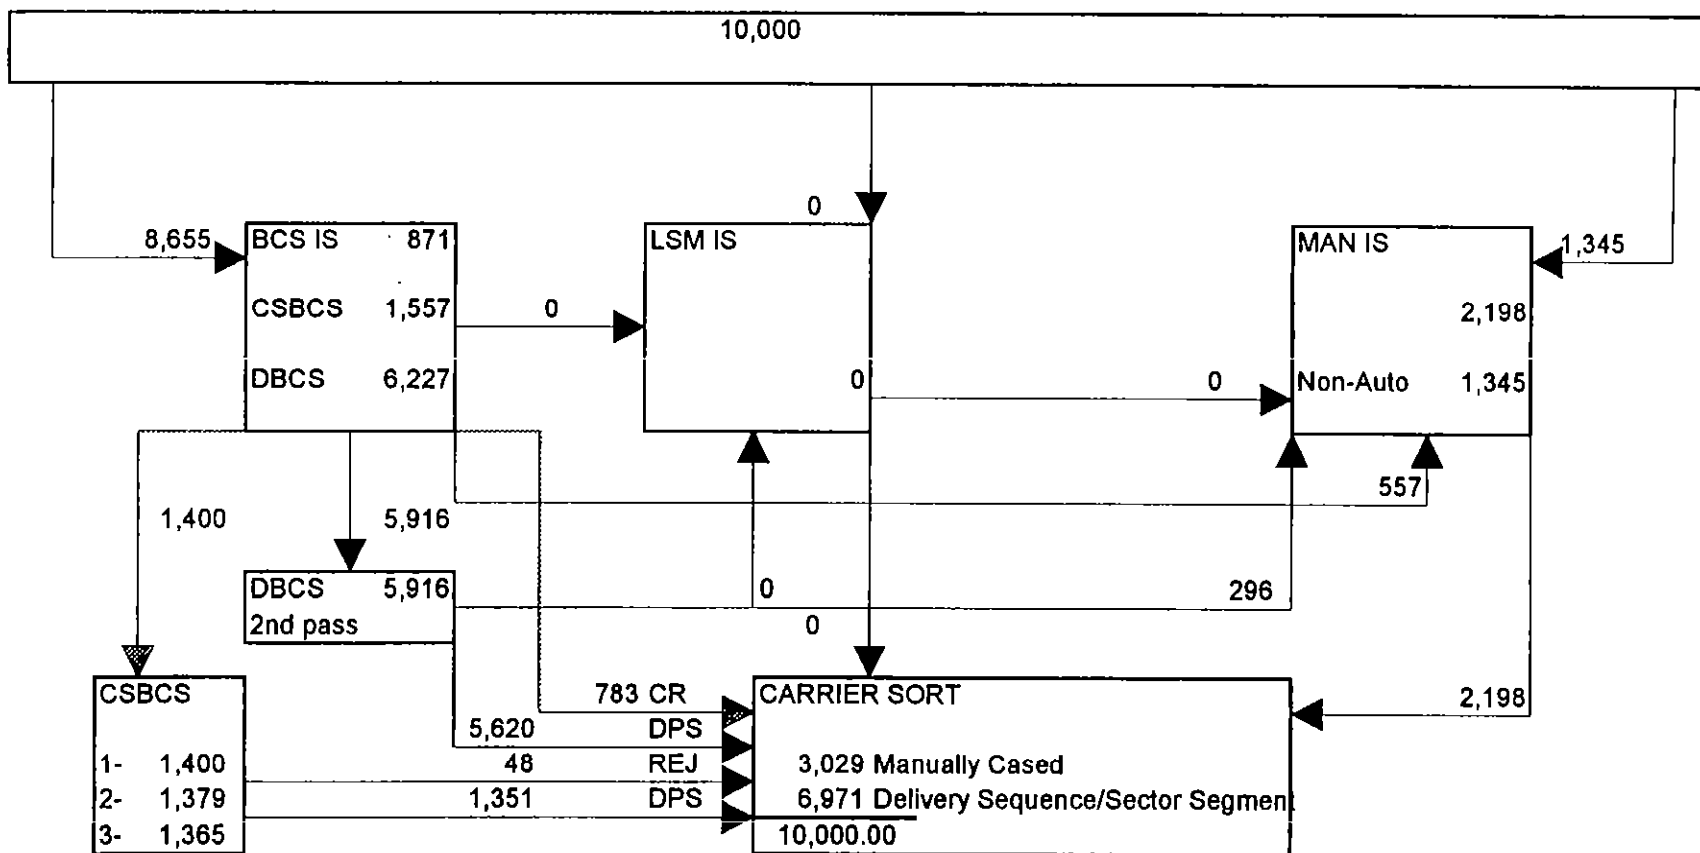 10,000
0
8,655 BCS IS 871 LSM IS MAN IS 1,345
CSBCS 1,557 0 2,198
DBCS 6,227 0 0 Non-Auto 1,345
557
1,400 5,916
DBCS 5,916 0 296
2nd pass 0
CSBCS 783 CR CARRIER SORT 2,198
5,620 DPS
1- 1,400 48 REJ 3,029 Manually Cased
2- 1,379 1,351 DPS 6,971 Delivery Sequence/Sector Segmen
3- 1,365 10,000.00